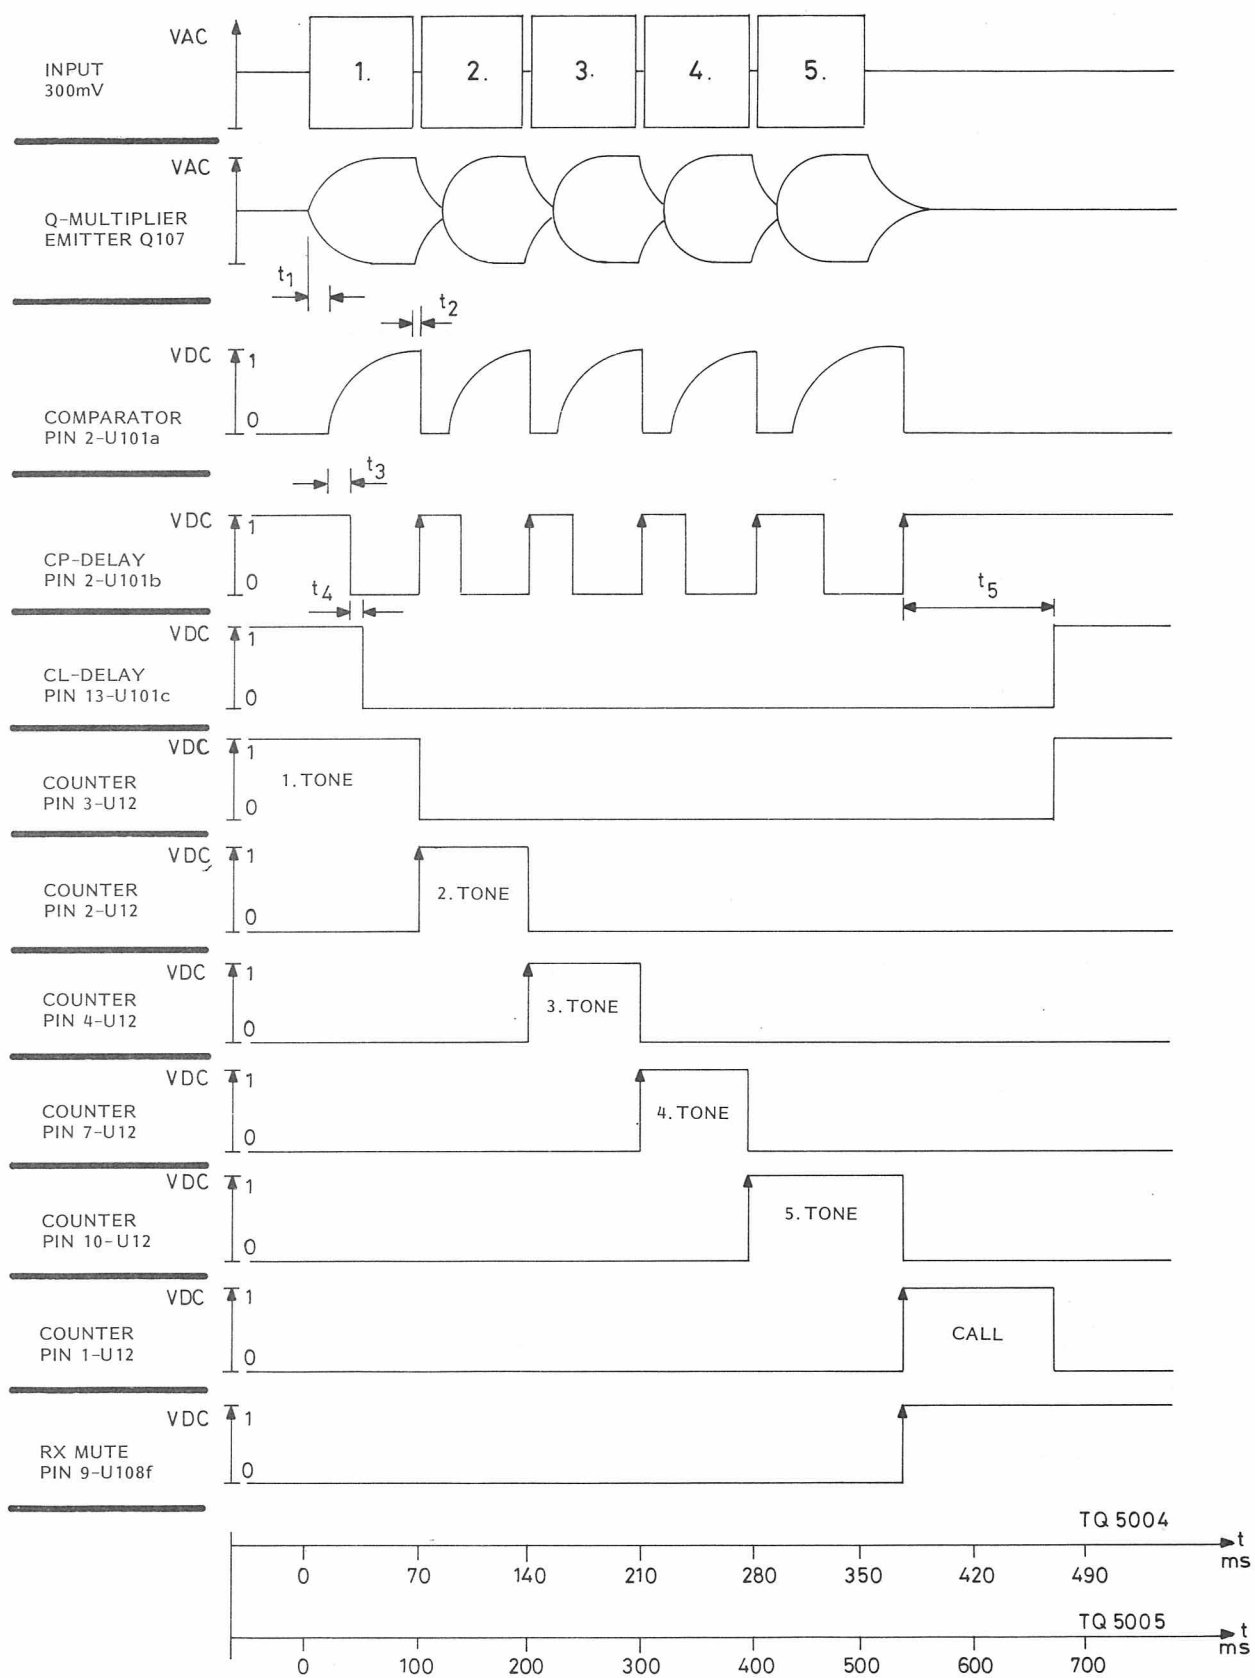 VAC
INPUT
300mV
1. 2. 3. 4. 5.
VAC
Q-MULTIPLIER
EMITTER Q107
t1
t2
VDC 1
0
COMPARATOR
PIN 2-U101a
t3
VDC 1
0
CP-DELAY
PIN 2-U101b
t4
t5
VDC 1
0
CL-DELAY
PIN 13-U101c
VDC 1
0
COUNTER
PIN 3-U12
1. TONE
VDC 1
0
COUNTER
PIN 2-U12
2. TONE
VDC 1
0
COUNTER
PIN 4-U12
3. TONE
VDC 1
0
COUNTER
PIN 7-U12
4. TONE
VDC 1
0
COUNTER
PIN 10-U12
5. TONE
VDC 1
0
COUNTER
PIN 1-U12
CALL
VDC 1
0
RX MUTE
PIN 9-U108f
TQ 5004
t
ms
0 70 140 210 280 350 420 490
TQ 5005
t
ms
0 100 200 300 400 500 600 700